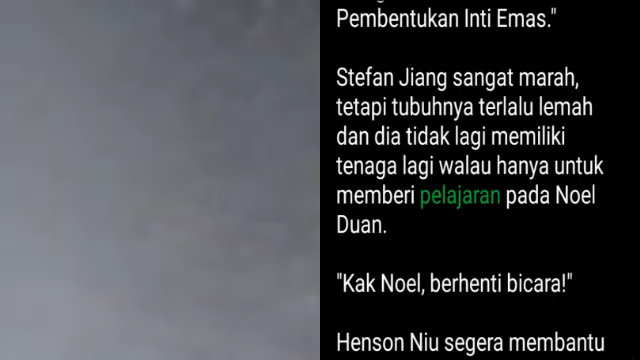 Pembentukan Inti Emas."
Stefan Jiang sangat marah,
tetapi tubuhnya terlalu lemah
dan dia tidak lagi memiliki
tenaga lagi walau hanya untuk
memberi pelajaran pada Noel
Duan.
"Kak Noel, berhenti bicara!"
Henson Niu segera membantu